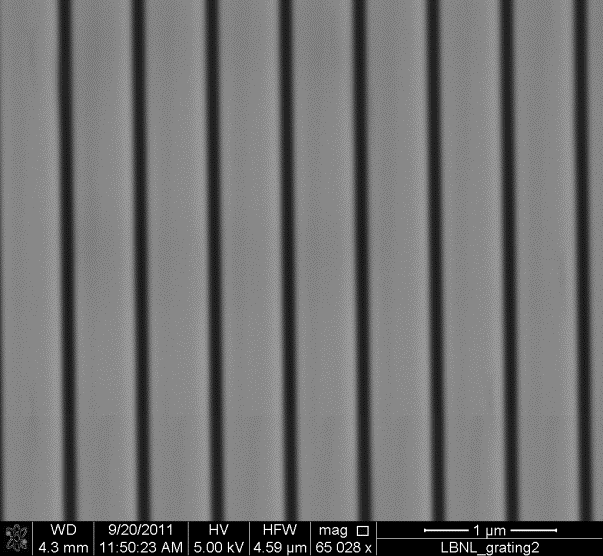 WD 9/20/2011 HV HFW mag □ 1 µm
4.3 mm 11:50:23 AM 5.00 kV 4.59 µm 65 028 x LBNL_grating2